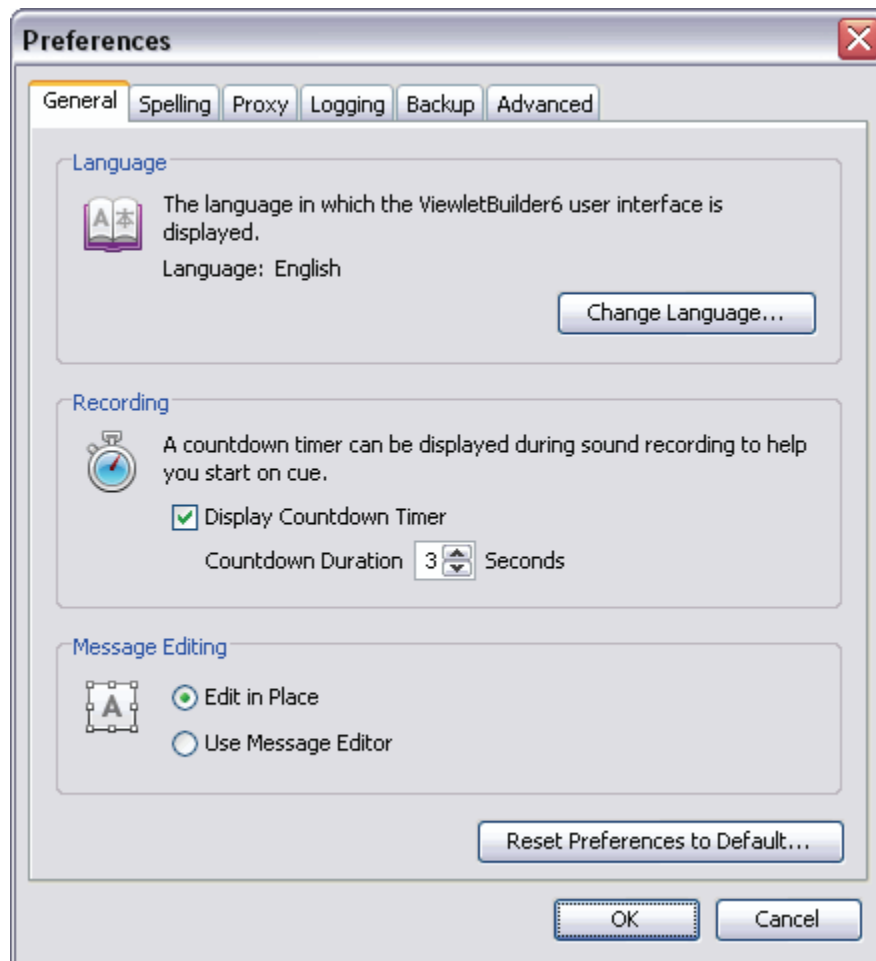 Preferences
General Spelling Proxy Logging Backup Advanced
Language
A 本
The language in which the ViewletBuilder6 user interface is
displayed.
Language: English
Change Language...
Recording
A countdown timer can be displayed during sound recording to help
you start on cue.
Display Countdown Timer
Countdown Duration 3 Seconds
Message Editing
A
Edit in Place
Use Message Editor
Reset Preferences to Default...
OK Cancel